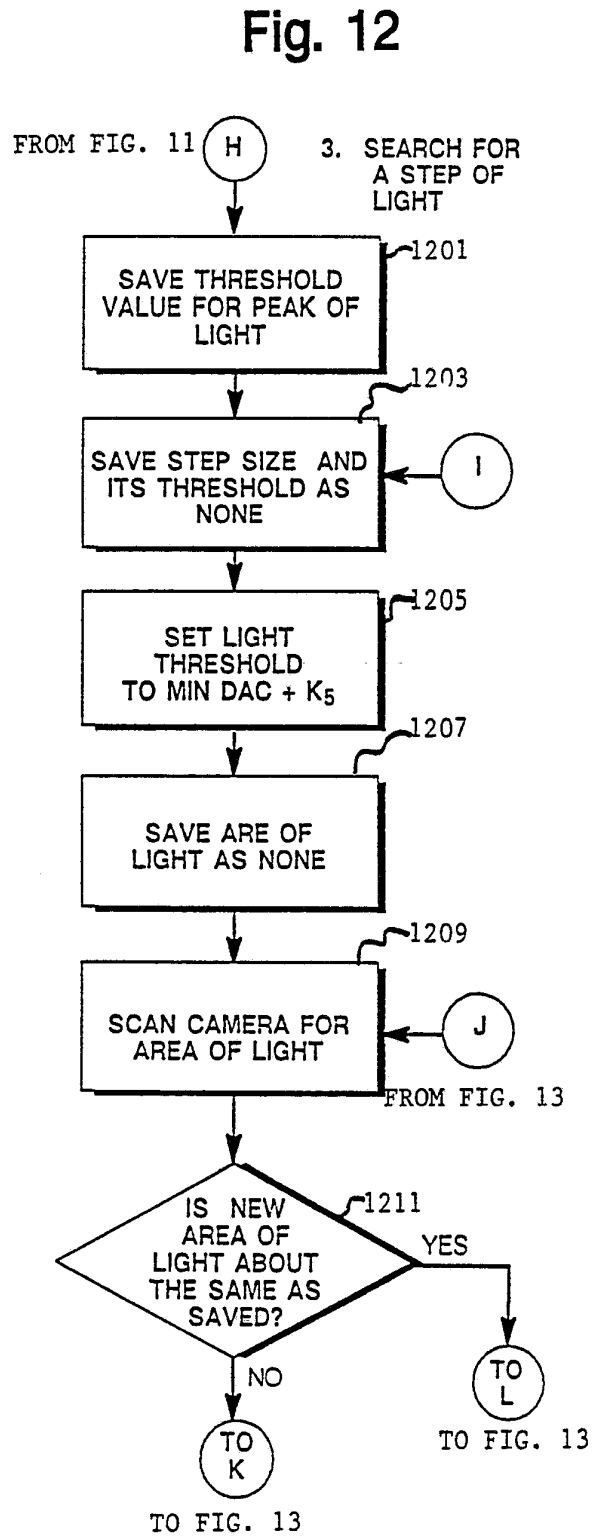 Fig. 12
FROM FIG. 11
H
3. SEARCH FOR
A STEP OF
LIGHT
1201
SAVE THRESHOLD
VALUE FOR PEAK OF
LIGHT
1203
SAVE STEP SIZE AND
ITS THRESHOLD AS
NONE
I
1205
SET LIGHT
THRESHOLD
TO MIN DAC + K5
1207
SAVE ARE OF
LIGHT AS NONE
1209
SCAN CAMERA FOR
AREA OF LIGHT
J
FROM FIG. 13
1211
IS NEW
AREA OF
LIGHT ABOUT
THE SAME AS
SAVED?
YES
NO
TO
L
TO FIG. 13
TO
K
TO FIG. 13